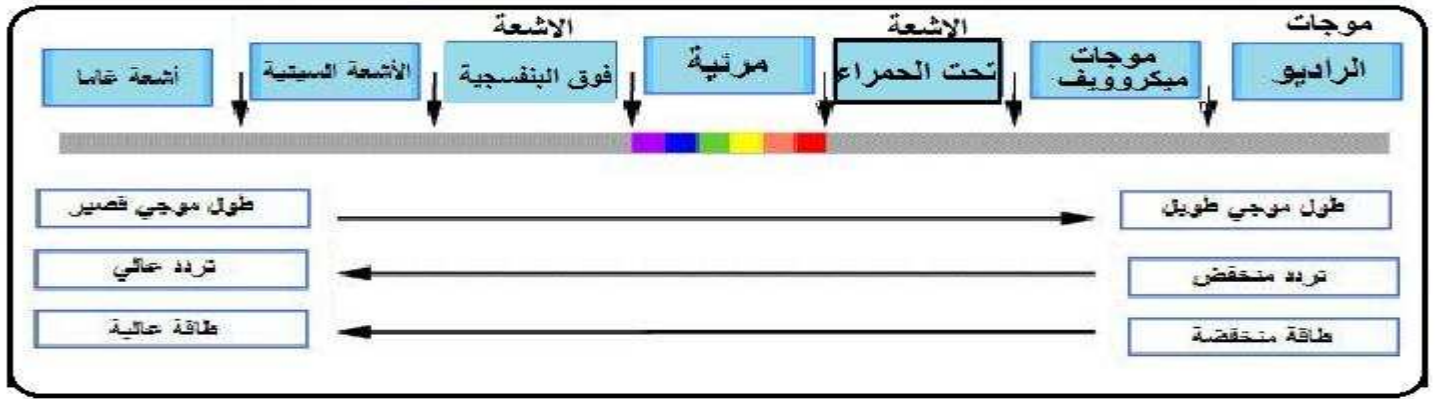 موجات
الراديو
موجات
ميكروويف
الاشعة
تحت الحمراء
مرئية
الاشعة
فوق البنفسجية
الأشعة السينية
أشعة غاما
طول موجي طويل
طول موجي قصير
تردد منخفض
تردد عالي
طاقة منخفضة
طاقة عالية